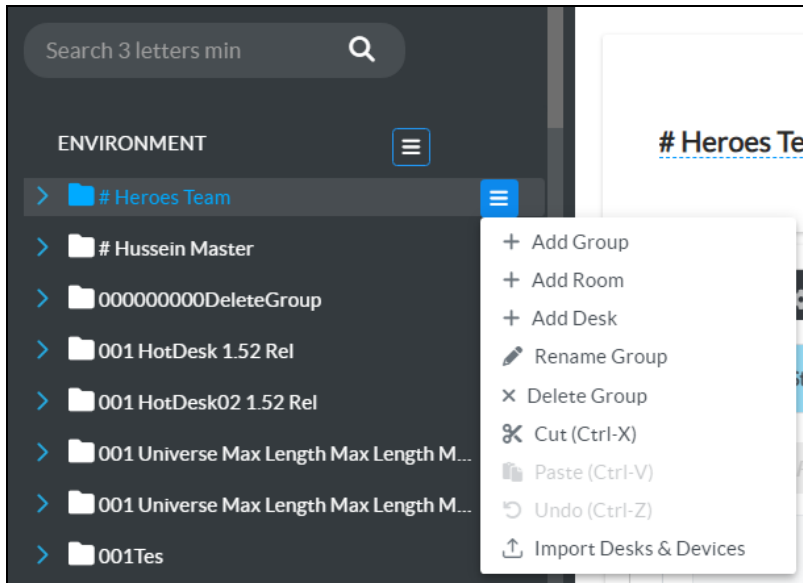 Search 3 letters min
ENVIRONMENT
# Heroes Team
# Hussein Master
000000000DeleteGroup
001 HotDesk 1.52 Rel
001 HotDesk02 1.52 Rel
001 Universe Max Length Max Length M...
001 Universe Max Length Max Length M...
001Tes
# Heroes Te
+ Add Group
+ Add Room
+ Add Desk
Rename Group
× Delete Group
Cut (Ctrl-X)
Paste (Ctrl-V)
Undo (Ctrl-Z)
Import Desks & Devices